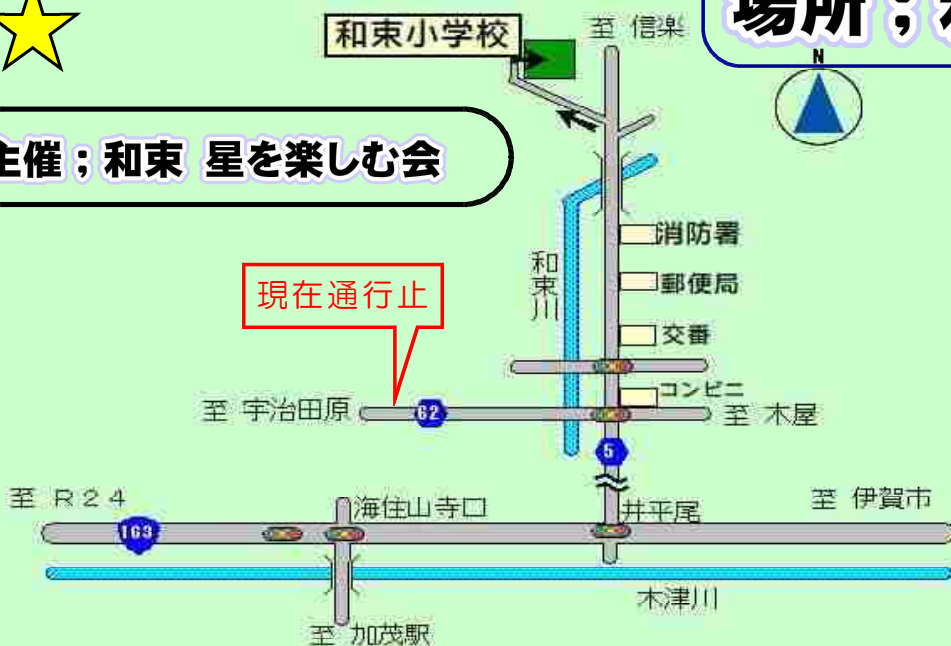 場所；
和束小学校
至 信楽
N
主催；和束 星を楽しむ会
消防署
和束川
郵便局
現在通行止
交番
コンビニ
至 宇治田原
62
至 木屋
5
至 R24
海住山寺口
井平尾
至 伊賀市
163
木津川
至 加茂駅